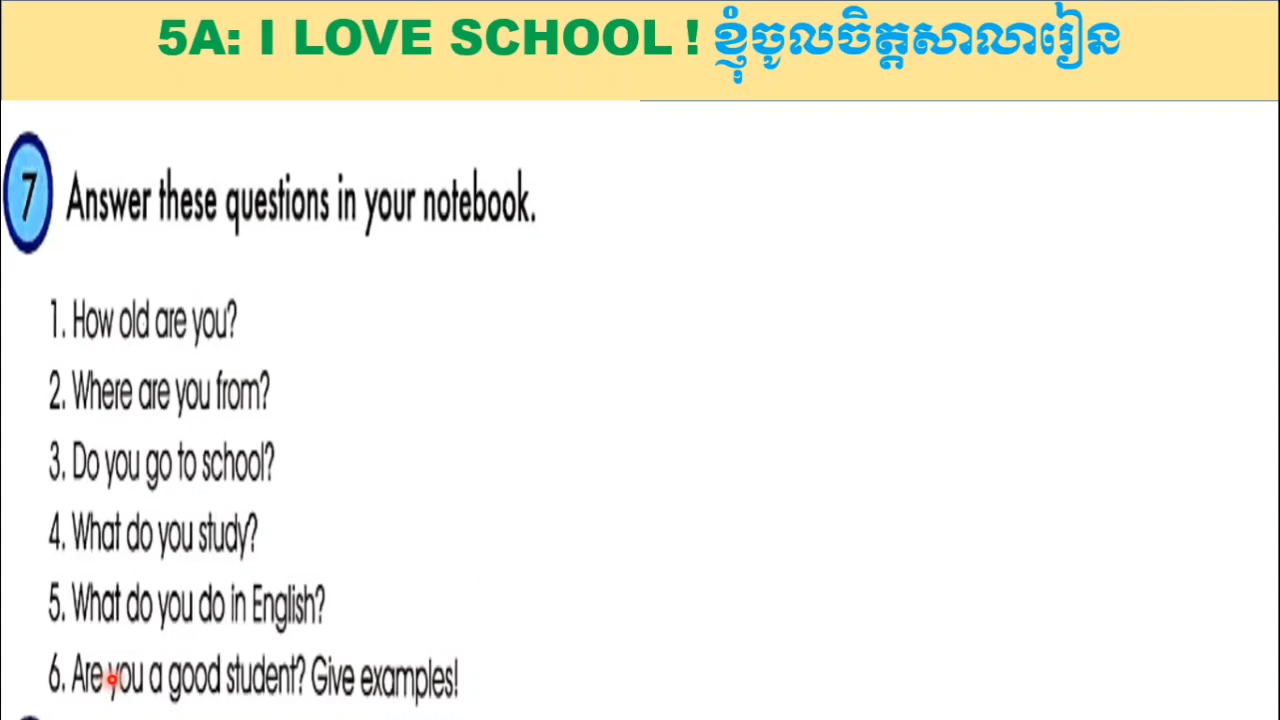 5A: I LOVE SCHOOL ! ខ្ញុំចូលចិត្តសាលារៀន
7 Answer these questions in your notebook.
1. How old are you?
2. Where are you from?
3. Do you go to school?
4. What do you study?
5. What do you do in English?
6. Are you a good student? Give examples!